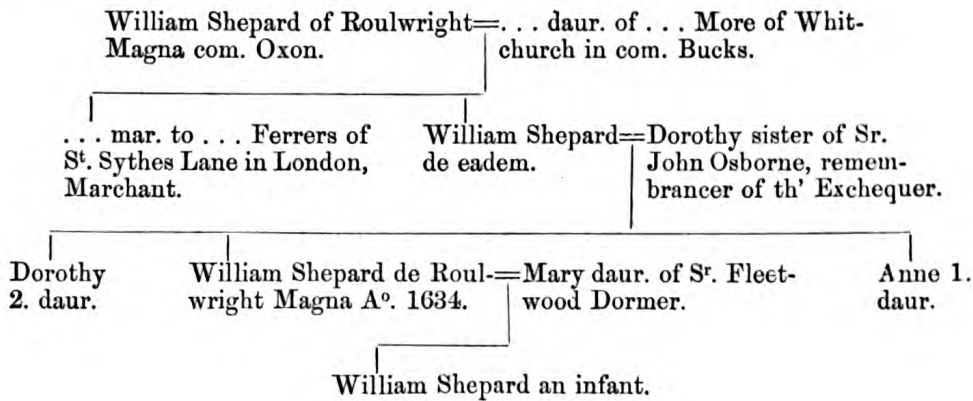 William Shepard of Roulwright=. . . daur. of . . . More of Whit-
Magna com. Oxon. church in com. Bucks.
. . . mar. to . . . Ferrers of
St. Sythes Lane in London,
Marchant.
William Shepard=Dorothy sister of Sr.
de eadem. John Osborne, remem-
brancer of th' Exchequer.
Dorothy
2. daur.
William Shepard de Roul-=Mary daur. of Sr. Fleet-
wright Magna Ao. 1634. wood Dormer.
Anne 1.
daur.
William Shepard an infant.